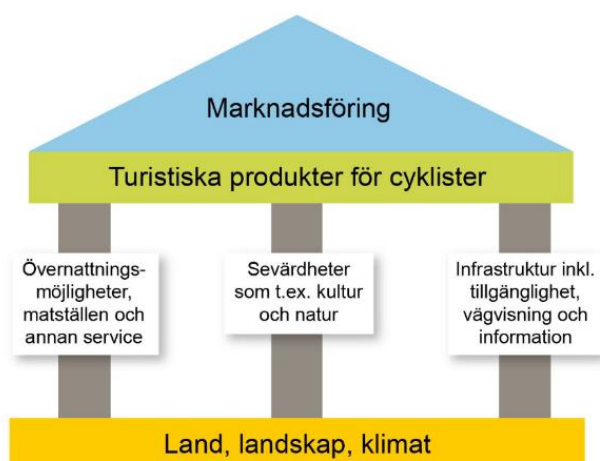 Marknadsföring
Turistiska produkter för cyklister
Övernattnings-
möjligheter,
matställen och
annan service
Sevärdheter
som t.ex. kultur
och natur
Infrastruktur inkl.
tillgänglighet,
vägvisning och
information
Land, landskap, klimat